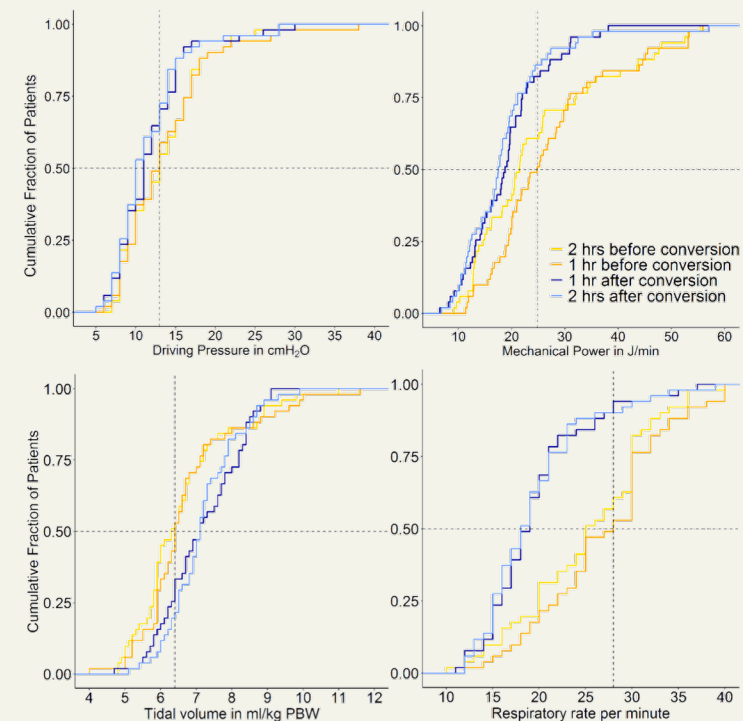 Cumulative Fraction of Patients
1.00
0.75
0.50
0.25
0.00
5 10 15 20 25 30 35 40
Driving Pressure in cmH₂O
1.00
0.75
0.50
0.25
0.00
2 hrs before conversion
1 hr before conversion
1 hr after conversion
2 hrs after conversion
10 20 30 40 50 60
Mechanical Power in J/min
Cumulative Fraction of Patients
1.00
0.75
0.50
0.25
0.00
4 5 6 7 8 9 10 11 12
Tidal volume in ml/kg PBW
1.00
0.75
0.50
0.25
0.00
10 15 20 25 30 35 40
Respiratory rate per minute